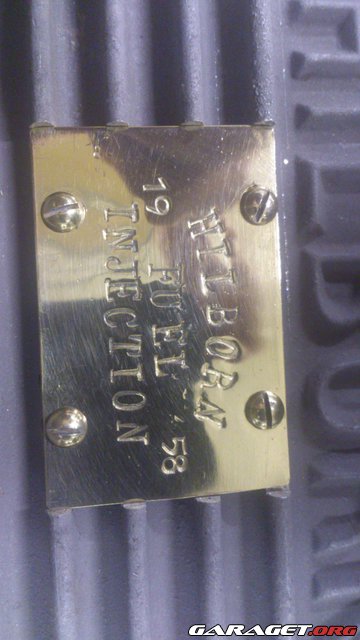 HILBORN
19 FUEL '58
INJECTION
GARAGET.ORG